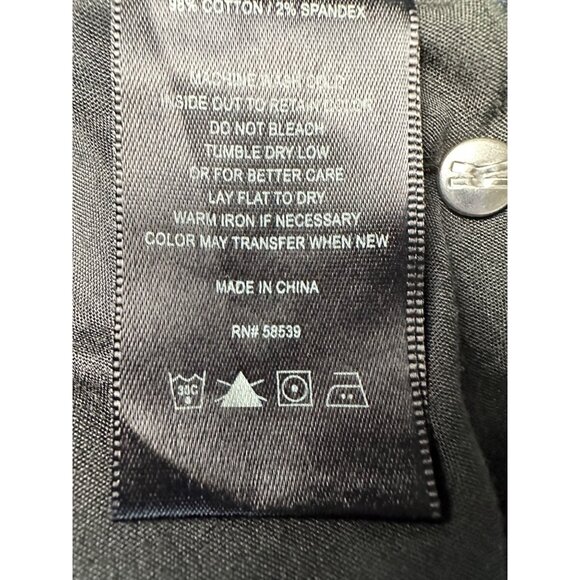 98% COTTON / 2% SPANDEX
MACHINE WASH COLD
INSIDE OUT TO RETAIN COLOR
DO NOT BLEACH
TUMBLE DRY LOW
OR FOR BETTER CARE
LAY FLAT TO DRY
WARM IRON IF NECESSARY
COLOR MAY TRANSFER WHEN NEW
MADE IN CHINA
RN# 58539
30C